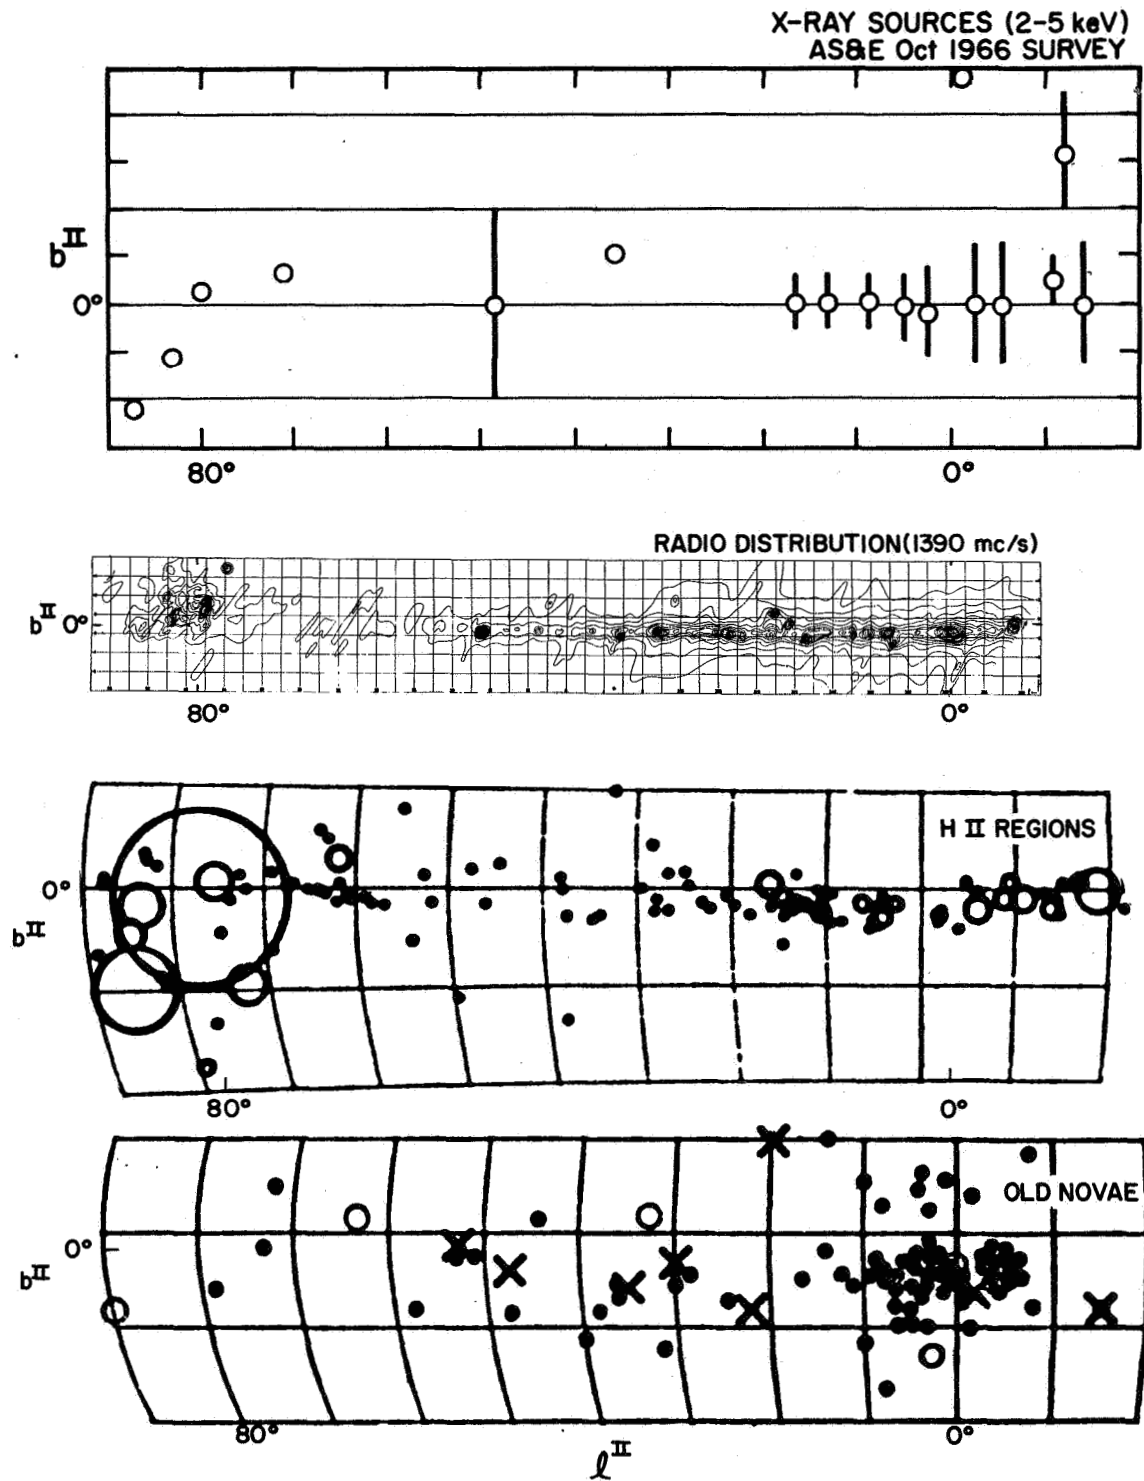 X-RAY SOURCES (2-5 keV)
AS&E Oct 1966 SURVEY
b^II
0°
80° 0°
RADIO DISTRIBUTION(1390 mc/s)
b^II 0°
80° 0°
H II REGIONS
0°
b^II
80° 0°
OLD NOVAE
0°
b^II
80° 0°
l^II